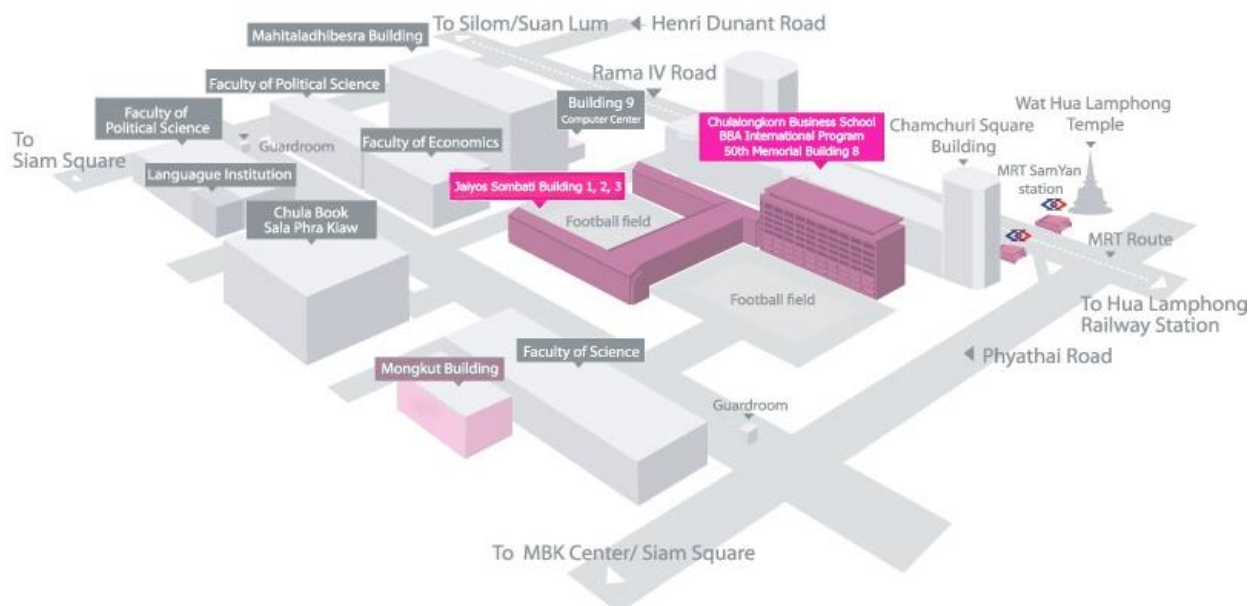 To Silom/Suan Lum
Henri Dunant Road
Mahitaladhibesra Building
Rama IV Road
Faculty of Political Science
Building 9
Computer Center
Wat Hua Lamphong
Temple
Faculty of
Political Science
Chulalongkorn Business School
BBA International Program
50th Memorial Building 8
Chamchuri Square
Building
To
Siam Square
Guardroom
Faculty of Economics
MRT SamYan
station
Languague Institution
Jaiyos Sombati Building 1, 2, 3
Chula Book
Sala Phra Kiaw
Football field
MRT Route
Football field
To Hua Lamphong
Railway Station
Faculty of Science
Phyathai Road
Mongkut Building
Guardroom
To MBK Center/ Siam Square